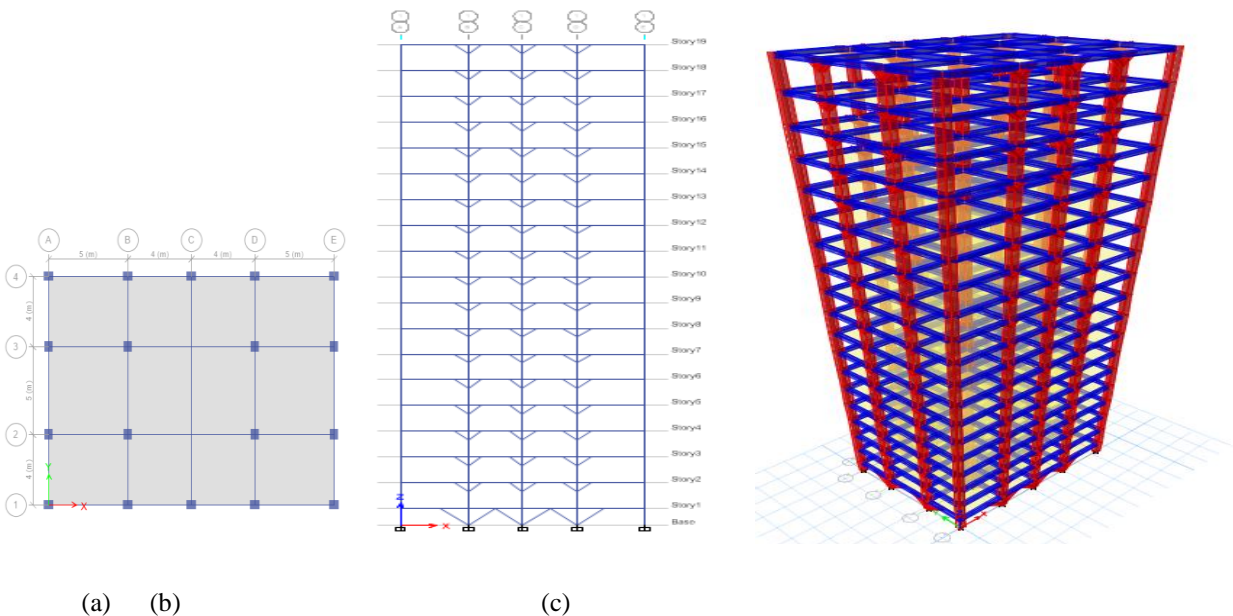 Story19
Story18
Story17
Story16
Story15
Story14
Story13
Story12
Story11
Story10
Story9
Story8
Story7
Story6
Story5
Story4
Story3
Story2
Story1
Base
Z
X
A B C D E
5 (m) 4 (m) 4 (m) 5 (m)
4
4 (m)
3
5 (m)
2
4 (m)
1
Y
X
(a) (b) (c)